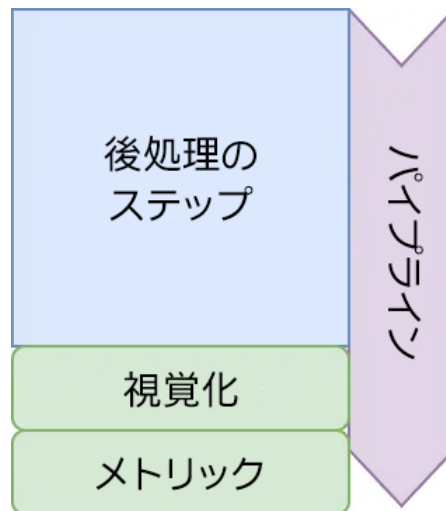 後処理の
ステップ
パイプライン
視覚化
メトリック